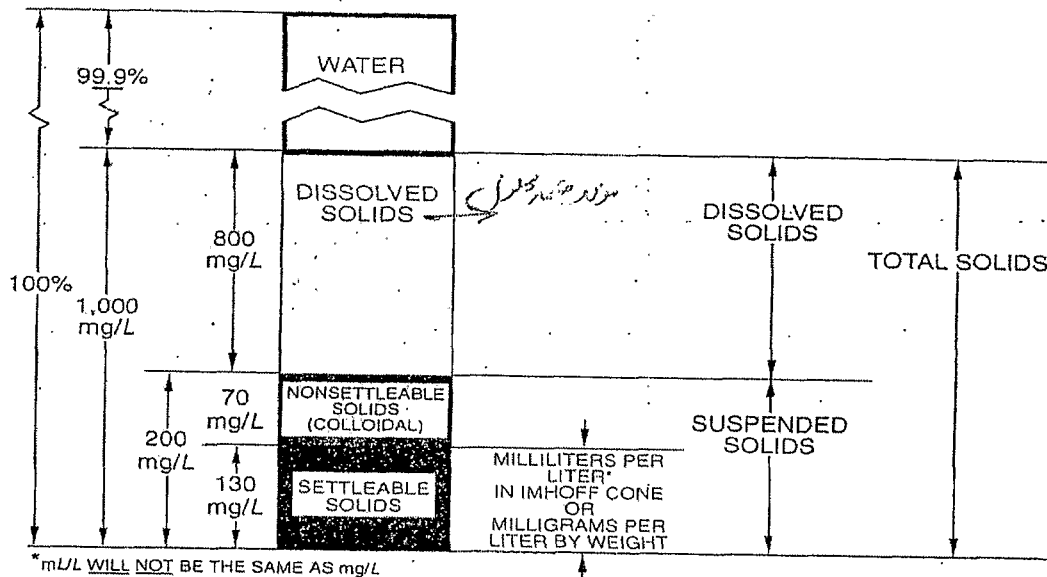 WATER
99.9%
DISSOLVED
SOLIDS
مواد
DISSOLVED
SOLIDS
800
mg/L
TOTAL SOLIDS
100%
1,000
mg/L
NONSETTLEABLE
SOLIDS
(COLLOIDAL)
70
mg/L
SUSPENDED
SOLIDS
200
mg/L
130
mg/L
SETTLEABLE
SOLIDS
MILLILITERS PER
LITER*
IN IMHOFF CONE
OR
MILLIGRAMS PER
LITER BY WEIGHT
*mL/L WILL NOT BE THE SAME AS mg/L